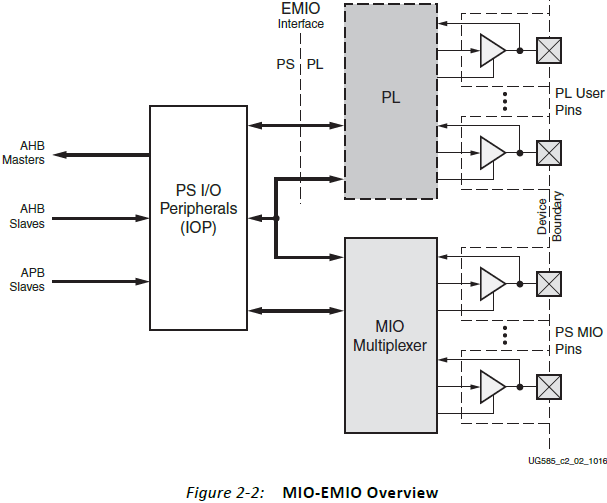 EMIO
Interface
PS PL
PL
PL User
Pins
AHB
Masters
PS I/O
Peripherals
(IOP)
AHB
Slaves
Device
Boundary
APB
Slaves
MIO
Multiplexer
PS MIO
Pins
UG585_c2_02_1016
Figure 2-2: MIO-EMIO Overview